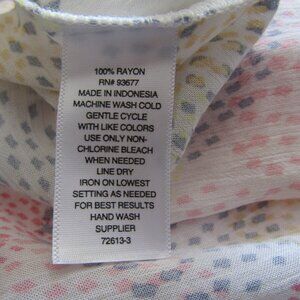 100% RAYON
RN# 93677
MADE IN INDONESIA
MACHINE WASH COLD
GENTLE CYCLE
WITH LIKE COLORS
USE ONLY NON-
CHLORINE BLEACH
WHEN NEEDED
LINE DRY
IRON ON LOWEST
SETTING AS NEEDED
FOR BEST RESULTS
HAND WASH
SUPPLIER
72613-3